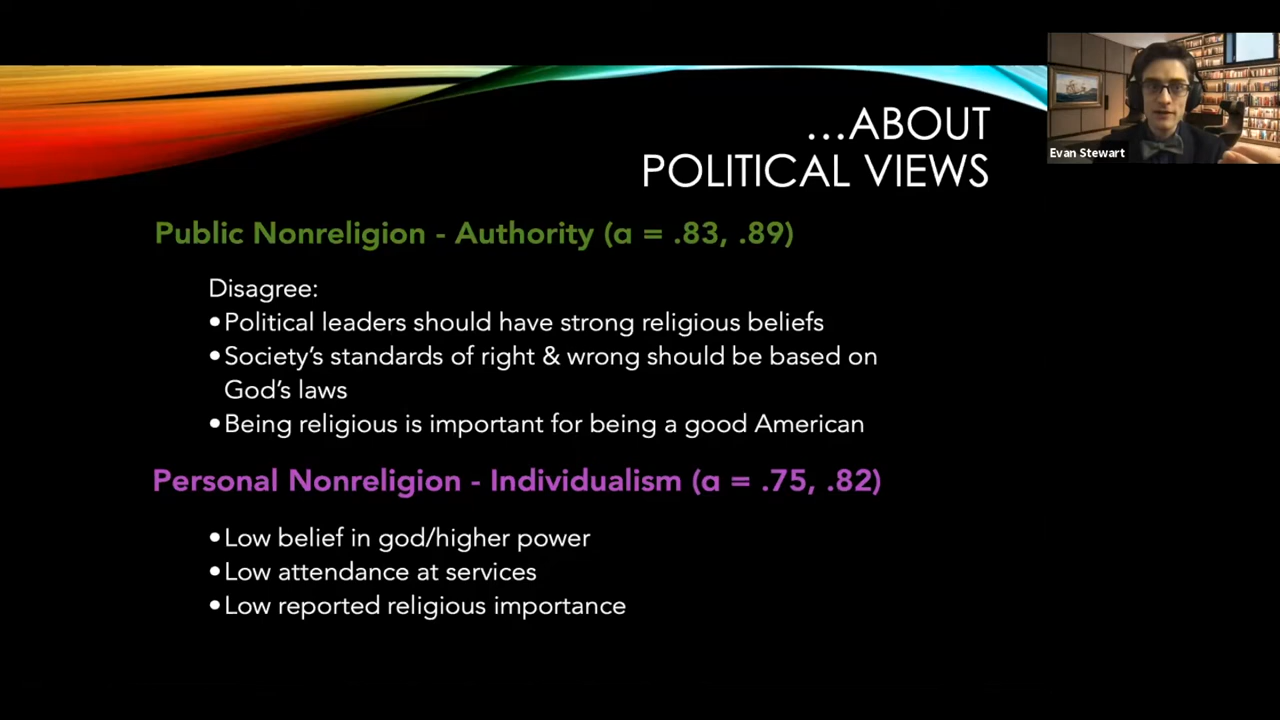 …ABOUT
POLITICAL VIEWS
Evan Stewart
Public Nonreligion - Authority (α = .83, .89)
Disagree:
•Political leaders should have strong religious beliefs
•Society’s standards of right & wrong should be based on
God’s laws
•Being religious is important for being a good American
Personal Nonreligion - Individualism (α = .75, .82)
•Low belief in god/higher power
•Low attendance at services
•Low reported religious importance